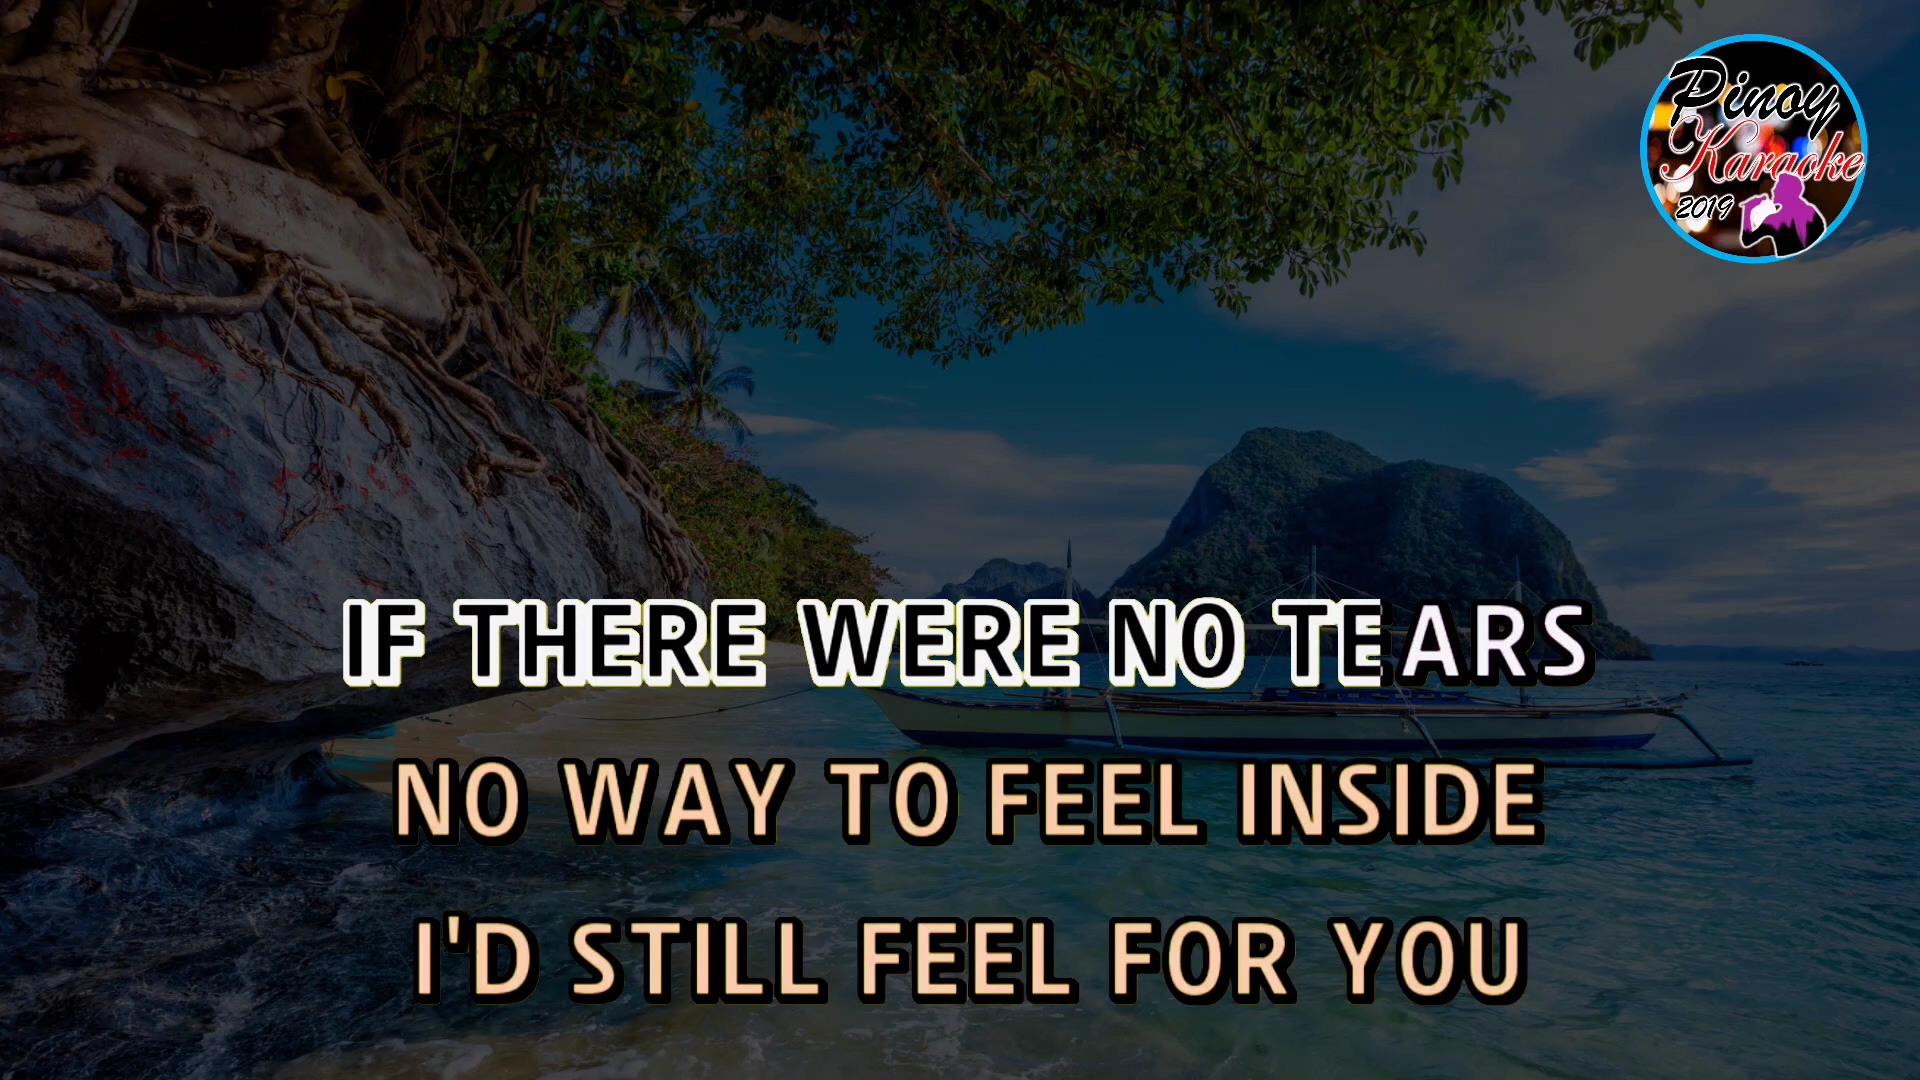 Pinoy
Karaoke
2019
IF THERE WERE NO TEARS
NO WAY TO FEEL INSIDE
I'D STILL FEEL FOR YOU